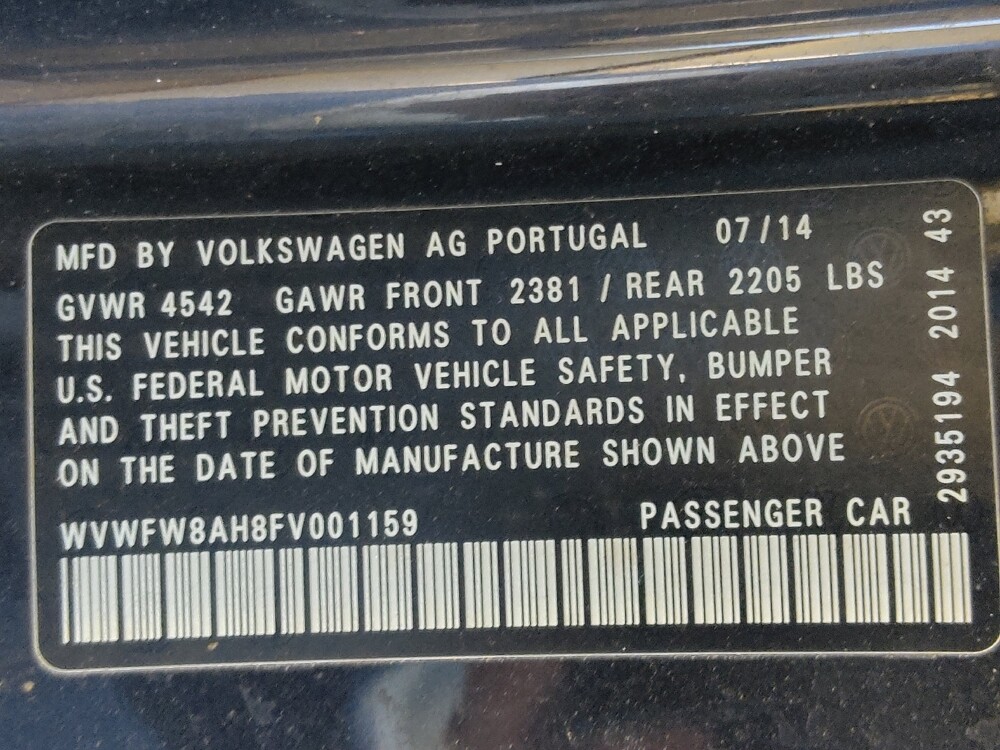 MFD BY VOLKSWAGEN AG PORTUGAL 07/14
GVWR 4542 GAWR FRONT 2381 / REAR 2205 LBS
THIS VEHICLE CONFORMS TO ALL APPLICABLE
U.S. FEDERAL MOTOR VEHICLE SAFETY, BUMPER
AND THEFT PREVENTION STANDARDS IN EFFECT
ON THE DATE OF MANUFACTURE SHOWN ABOVE
WVWFW8AH8FV001159 PASSENGER CAR
2935194 2014 43